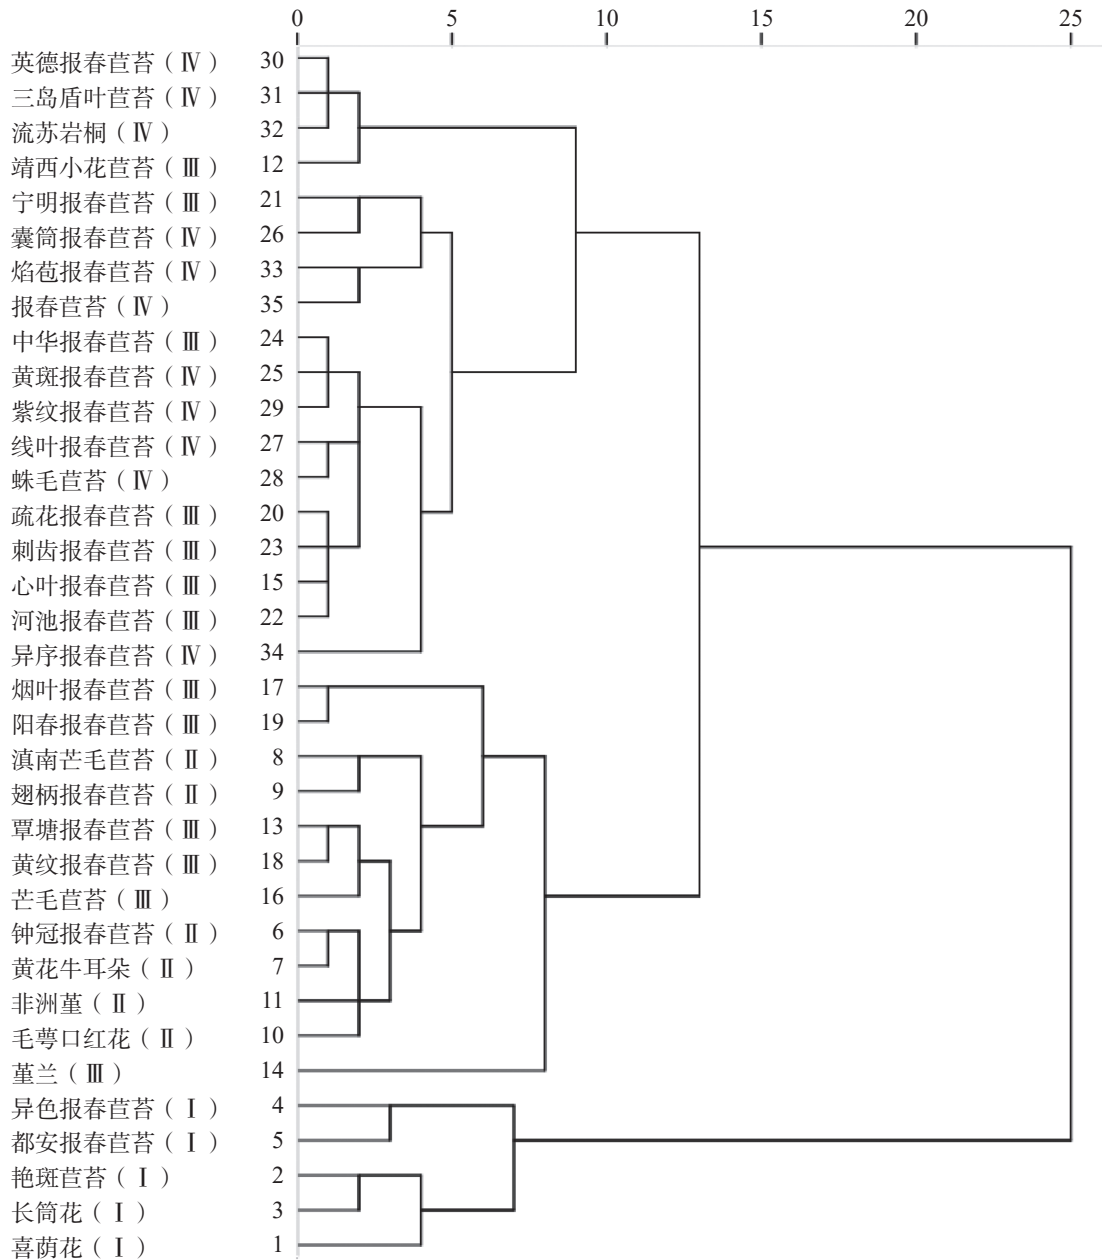 0 5 10 15 20 25
英德报春苣苔（Ⅳ） 30
三岛盾叶苣苔（Ⅳ） 31
流苏岩桐（Ⅳ） 32
靖西小花苣苔（Ⅲ） 12
宁明报春苣苔（Ⅲ） 21
囊筒报春苣苔（Ⅳ） 26
焰苞报春苣苔（Ⅳ） 33
报春苣苔（Ⅳ） 35
中华报春苣苔（Ⅲ） 24
黄斑报春苣苔（Ⅳ） 25
紫纹报春苣苔（Ⅳ） 29
线叶报春苣苔（Ⅳ） 27
蛛毛苣苔（Ⅳ） 28
疏花报春苣苔（Ⅲ） 20
刺齿报春苣苔（Ⅲ） 23
心叶报春苣苔（Ⅲ） 15
河池报春苣苔（Ⅲ） 22
异序报春苣苔（Ⅳ） 34
烟叶报春苣苔（Ⅲ） 17
阳春报春苣苔（Ⅲ） 19
滇南芒毛苣苔（Ⅱ） 8
翅柄报春苣苔（Ⅱ） 9
覃塘报春苣苔（Ⅲ） 13
黄纹报春苣苔（Ⅲ） 18
芒毛苣苔（Ⅲ） 16
钟冠报春苣苔（Ⅱ） 6
黄花牛耳朵（Ⅱ） 7
非洲堇（Ⅱ） 11
毛萼口红花（Ⅱ） 10
堇兰（Ⅲ） 14
异色报春苣苔（Ⅰ） 4
都安报春苣苔（Ⅰ） 5
艳斑苣苔（Ⅰ） 2
长筒花（Ⅰ） 3
喜荫花（Ⅰ） 1